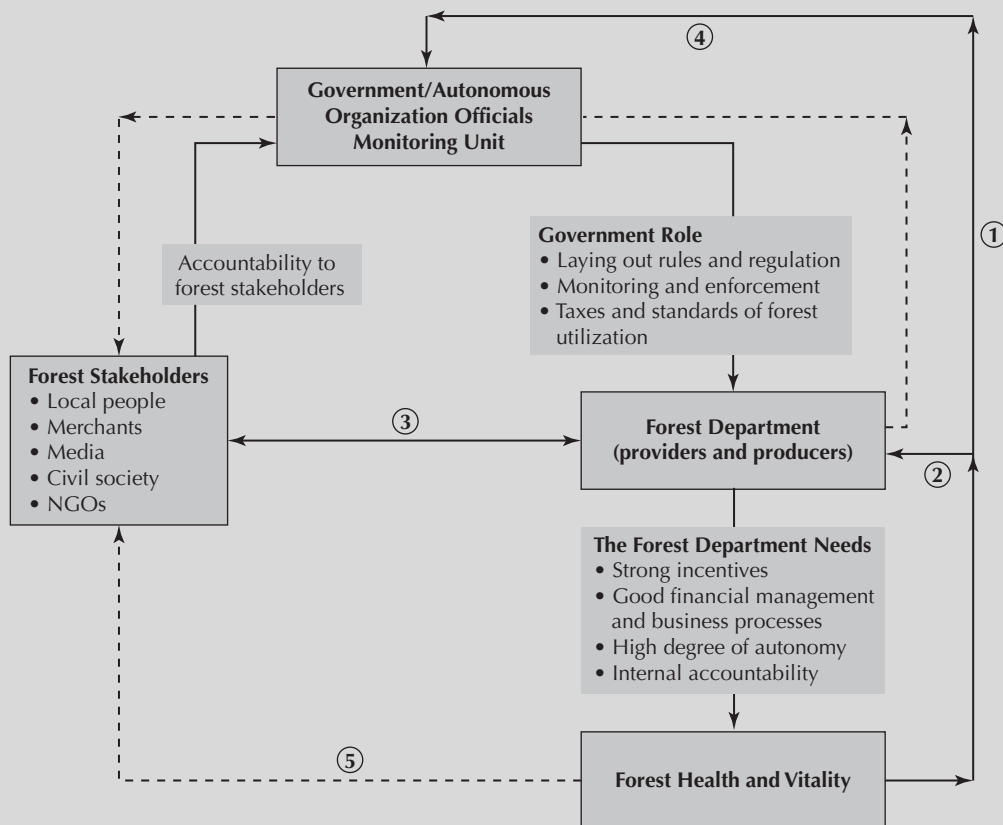 ④
Government/Autonomous
Organization Officials
Monitoring Unit
①
Government Role
• Laying out rules and regulation
• Monitoring and enforcement
• Taxes and standards of forest
utilization
Accountability to
forest stakeholders
Forest Stakeholders
• Local people
• Merchants
• Media
• Civil society
• NGOs
③
Forest Department
(providers and producers)
②
The Forest Department Needs
• Strong incentives
• Good financial management
and business processes
• High degree of autonomy
• Internal accountability
⑤
Forest Health and Vitality